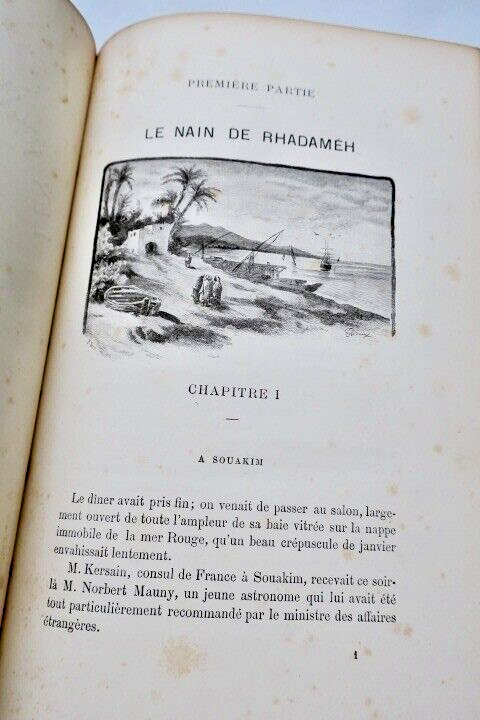 PREMIÈRE PARTIE
LE NAIN DE RHADAMÉH
CHAPITRE I
A SOUAKIM
Le dîner avait pris fin; on venait de passer au salon, large-
ment ouvert de toute l'ampleur de sa baie vitrée sur la nappe
immobile de la mer Rouge, qu'un beau crépuscule de janvier
envahissait lentement.
M. Kersain, consul de France à Souakim, recevait ce soir-
là M. Norbert Mauny, un jeune astronome qui lui avait été
tout particulièrement recommandé par le ministre des affaires
étrangères.
1